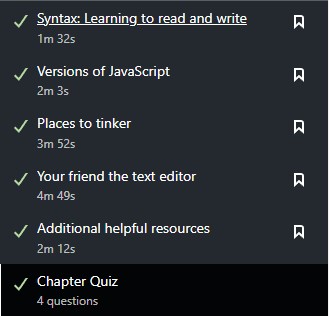 Syntax: Learning to read and write
1m 32s
Versions of JavaScript
2m 3s
Places to tinker
3m 52s
Your friend the text editor
4m 49s
Additional helpful resources
2m 12s
Chapter Quiz
4 questions